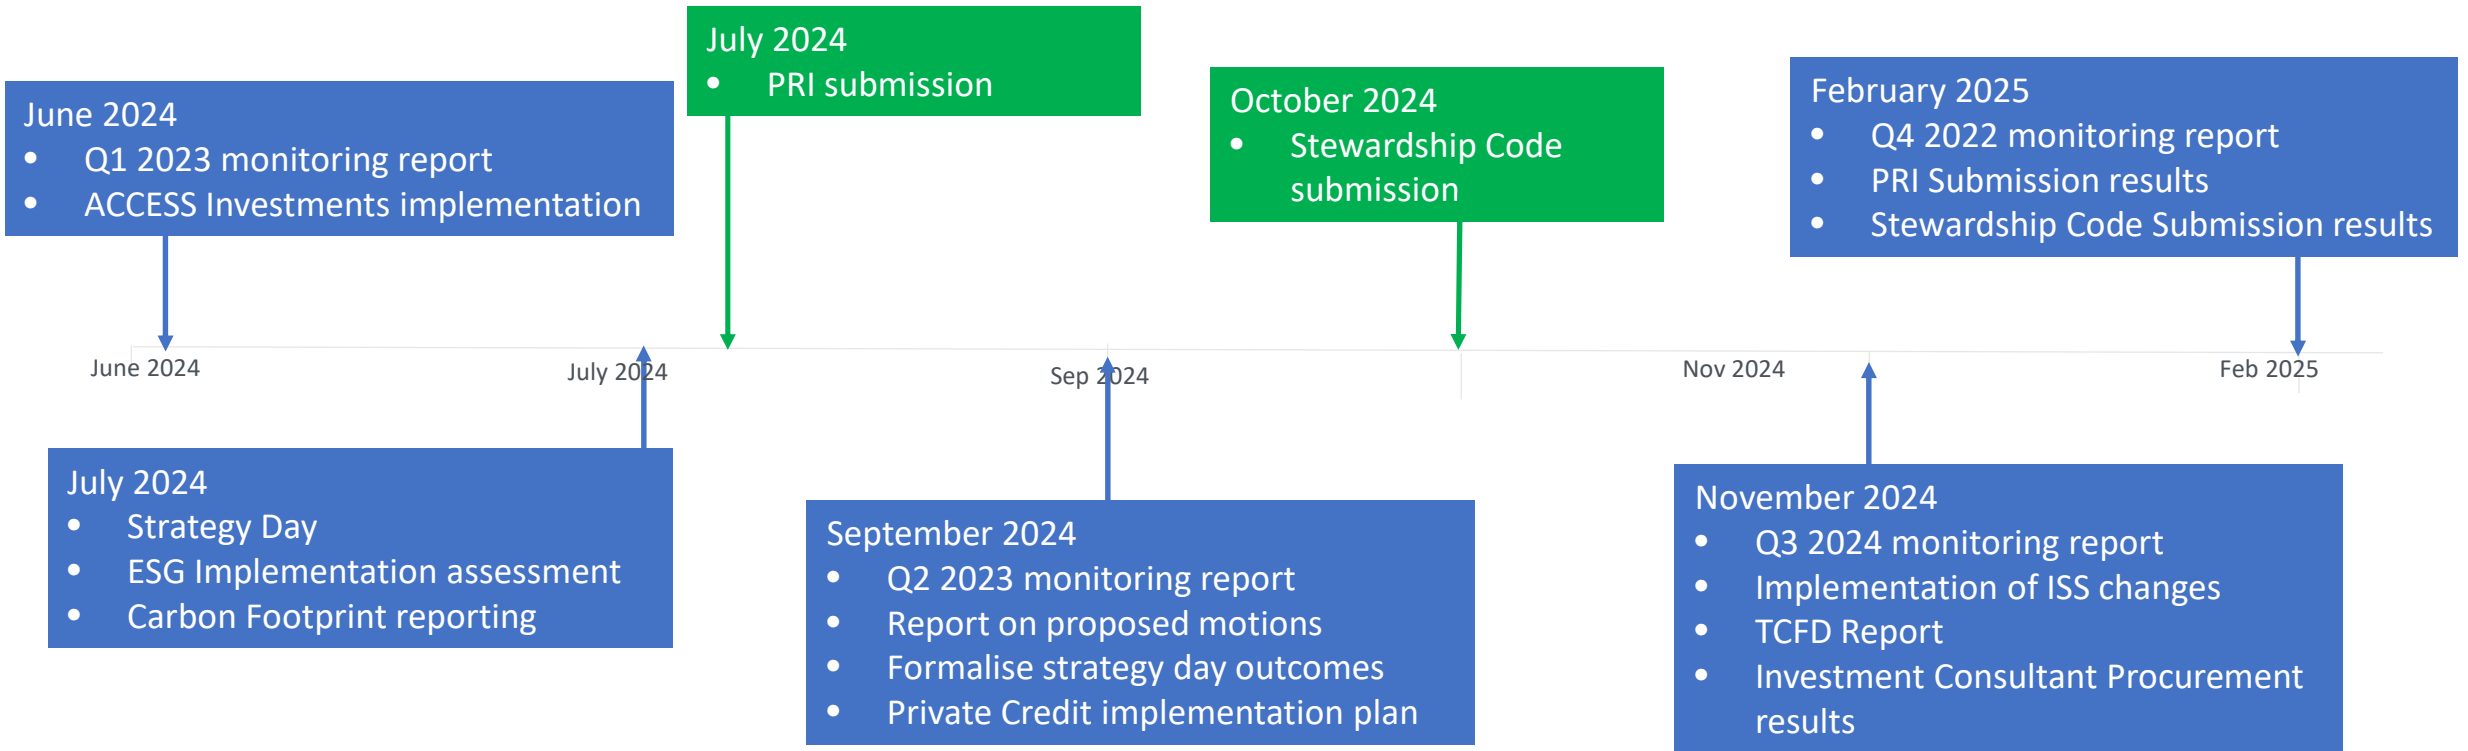 July 2024
• PRI submission
June 2024
• Q1 2023 monitoring report
• ACCESS Investments implementation
October 2024
• Stewardship Code
submission
February 2025
• Q4 2022 monitoring report
• PRI Submission results
• Stewardship Code Submission results
June 2024
July 2024
Sep 2024
Nov 2024
Feb 2025
July 2024
• Strategy Day
• ESG Implementation assessment
• Carbon Footprint reporting
September 2024
• Q2 2023 monitoring report
• Report on proposed motions
• Formalise strategy day outcomes
• Private Credit implementation plan
November 2024
• Q3 2024 monitoring report
• Implementation of ISS changes
• TCFD Report
• Investment Consultant Procurement
results